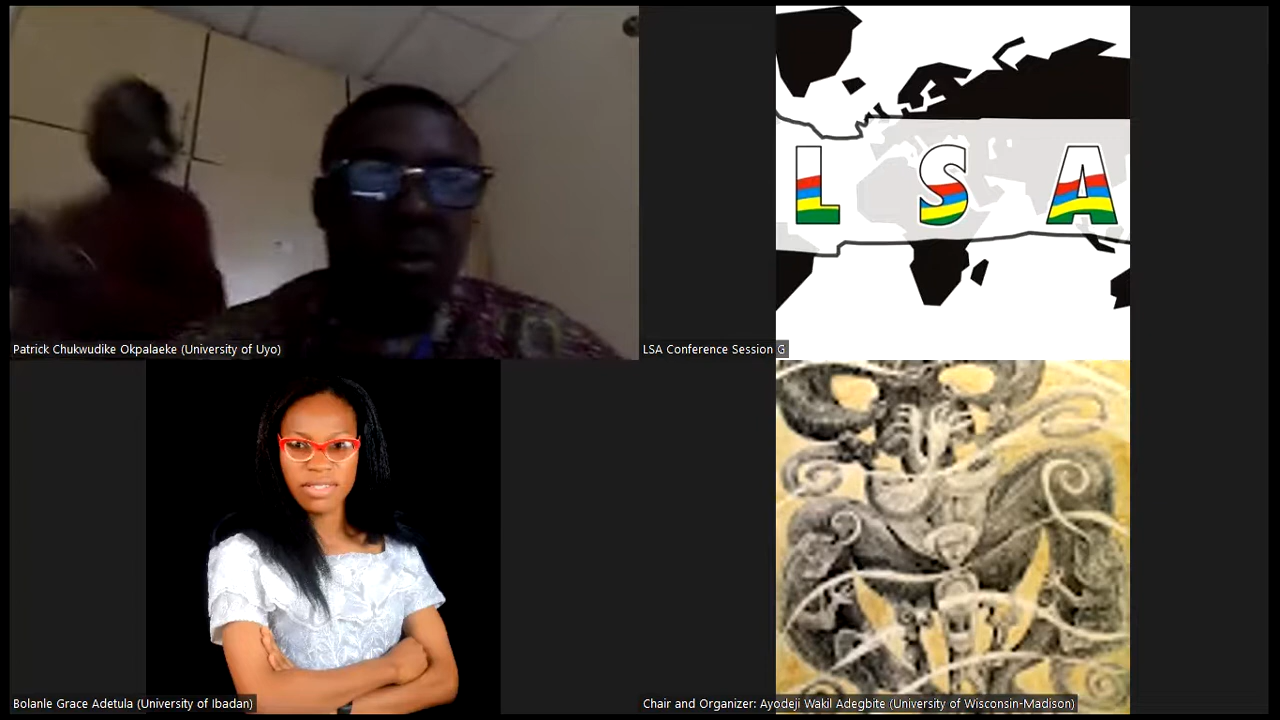 Patrick Chukwudike Okpalaeke (University of Uyo)
L S A
LSA Conference Session G
Bolanle Grace Adetula (University of Ibadan)
Chair and Organizer: Ayodeji Wakil Adegbite (University of Wisconsin-Madison)